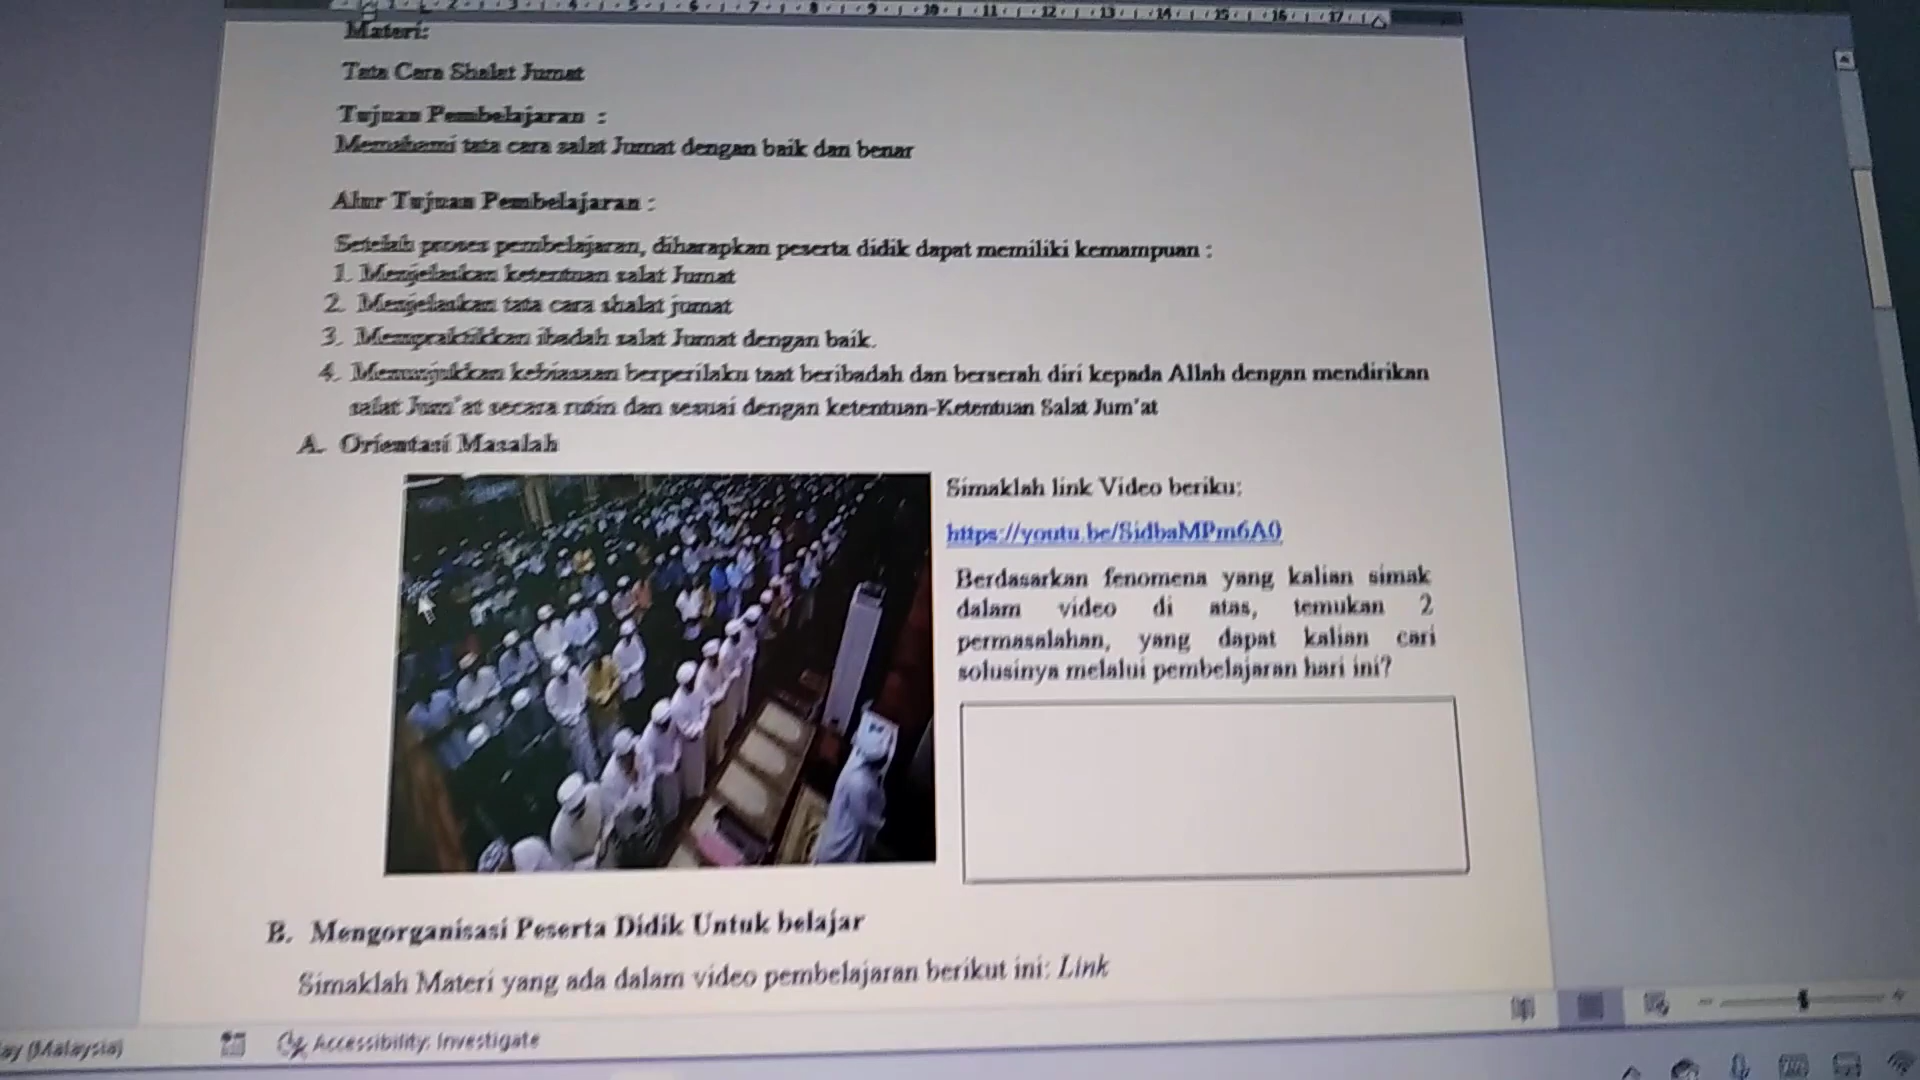 Materi:
Tata Cara Shalat Jumat
Tujuan Pembelajaran :
Memahami tata cara salat Jumat dengan baik dan benar
Alur Tujuan Pembelajaran :
Setelah proses pembelajaran, diharapkan peserta didik dapat memiliki kemampuan :
1. Menjelaskan ketentuan salat Jumat
2. Menjelaskan tata cara shalat jumat
3. Mempraktikkan ibadah salat Jumat dengan baik.
4. Menunjukkan kebiasaan berperilaku taat beribadah dan berserah diri kepada Allah dengan mendirikan
salat Jum'at secara rutin dan sesuai dengan ketentuan-Ketentuan Salat Jum'at
A. Orientasi Masalah
Simaklah link Video beriku:
https://youtu.be/SidbaMPm6A0
Berdasarkan fenomena yang kalian simak
dalam video di atas, temukan 2
permasalahan, yang dapat kalian cari
solusinya melalui pembelajaran hari ini?
B. Mengorganisasi Peserta Didik Untuk belajar
Simaklah Materi yang ada dalam video pembelajaran berikut ini: Link
ay (Malaysia) Accessibility: Investigate